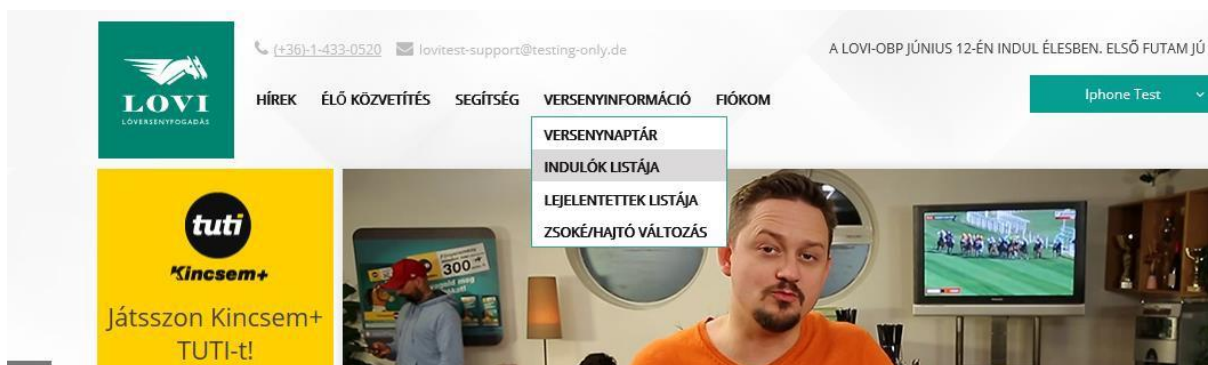 (+36)-1-433-0520 lovitest-support@testing-only.de
A LOVI-OBP JÚNIUS 12-ÉN INDUL ÉLESBEN. ELSŐ FUTAM JÚ
LOVI
LÓVERSENYFOGADÁS
HÍREK ÉLŐ KÖZVETÍTÉS SEGÍTSÉG VERSENYINFORMÁCIÓ FIÓKOM
Iphone Test
VERSENYNAPTÁR
INDULÓK LISTÁJA
LEJELENTETTEK LISTÁJA
ZSOKÉ/HAJTÓ VÁLTOZÁS
tuti
Kincsem+
Játsszon Kincsem+
TUTI-t!
300